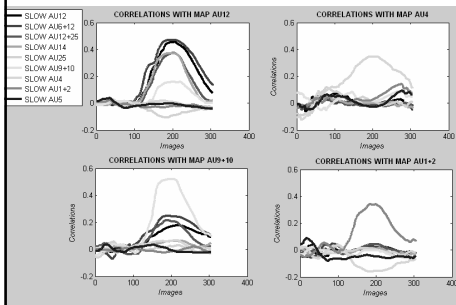 SLOW AU12
SLOW AU6+12
SLOW AU12+25
SLOW AU14
SLOW AU25
SLOW AU9+10
SLOW AU4
SLOW AU1+2
SLOW AU5
CORRELATIONS WITH MAP AU12
0.6
0.4
0.2
0
-0.2
0 100 200 300 400
Images
CORRELATIONS WITH MAP AU4
0.6
0.4
0.2
0
-0.2
0 100 200 300 400
Images
Correlations
CORRELATIONS WITH MAP AU9+10
0.6
0.4
0.2
0
-0.2
0 100 200 300 400
Images
Correlations
CORRELATIONS WITH MAP AU1+2
0.6
0.4
0.2
0
-0.2
0 100 200 300 400
Images
Correlations